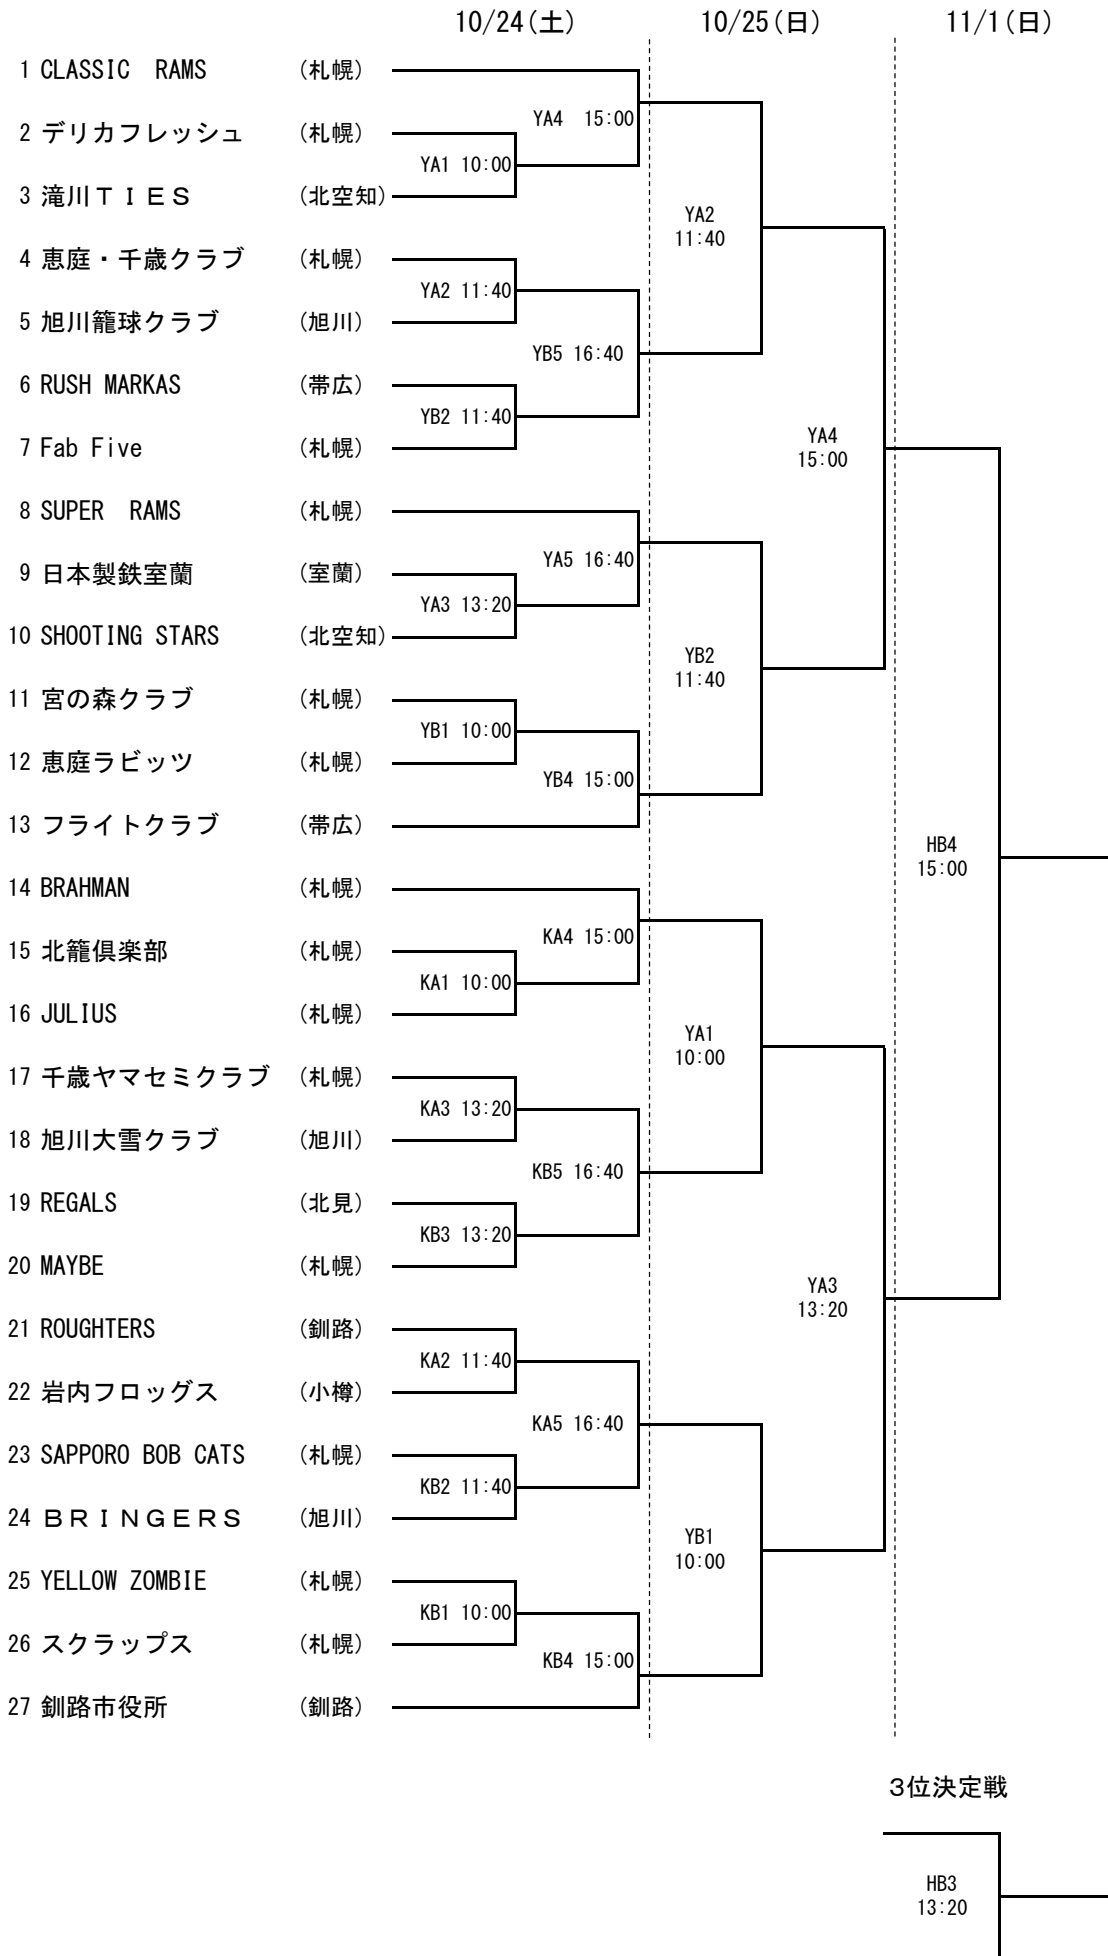 10/24(土) 10/25(日) 11/1(日)
1 CLASSIC RAMS (札幌)
YA4 15:00
2 デリカフレッシュ (札幌)
YA1 10:00
3 滝川ＴＩＥＳ (北空知)
YA2
11:40
4 恵庭・千歳クラブ (札幌)
YA2 11:40
5 旭川籠球クラブ (旭川)
YB5 16:40
6 RUSH MARKAS (帯広)
YB2 11:40
7 Fab Five (札幌)
YA4
15:00
8 SUPER RAMS (札幌)
YA5 16:40
9 日本製鉄室蘭 (室蘭)
YA3 13:20
10 SHOOTING STARS (北空知)
YB2
11:40
11 宮の森クラブ (札幌)
YB1 10:00
12 恵庭ラビッツ (札幌)
YB4 15:00
13 フライトクラブ (帯広)
HB4
15:00
14 BRAHMAN (札幌)
KA4 15:00
15 北籠倶楽部 (札幌)
KA1 10:00
16 JULIUS (札幌)
YA1
10:00
17 千歳ヤマセミクラブ (札幌)
KA3 13:20
18 旭川大雪クラブ (旭川)
KB5 16:40
19 REGALS (北見)
KB3 13:20
20 MAYBE (札幌)
YA3
13:20
21 ROUGHTERS (釧路)
KA2 11:40
22 岩内フロッグス (小樽)
KA5 16:40
23 SAPPORO BOB CATS (札幌)
KB2 11:40
24 ＢＲＩＮＧＥＲＳ (旭川)
YB1
10:00
25 YELLOW ZOMBIE (札幌)
KB1 10:00
26 スクラップス (札幌)
KB4 15:00
27 釧路市役所 (釧路)
３位決定戦
HB3
13:20